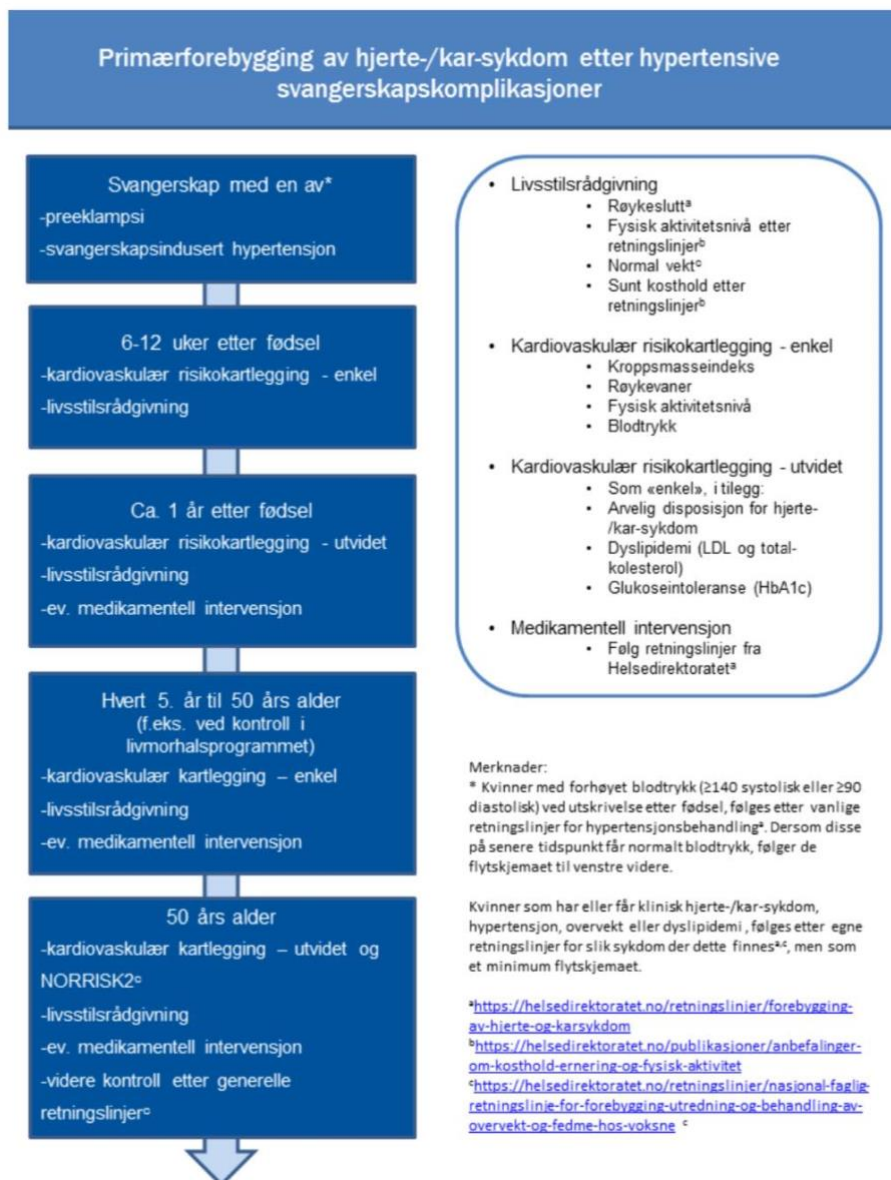 Primærforebygging av hjerte-/kar-sykdom etter hypertensive
svangerskapskomplikasjoner
Svangerskap med en av*
-preeklampsi
-svangerskapsindusert hypertensjon
6-12 uker etter fødsel
-kardiovaskulær risikokartlegging - enkel
-livsstilsrådgivning
Ca. 1 år etter fødsel
-kardiovaskulær risikokartlegging - utvidet
-livsstilsrådgivning
-ev. medikamentell intervensjon
Hvert 5. år til 50 års alder
(f.eks. ved kontroll i
livmorhalsprogrammet)
-kardiovaskulær kartlegging – enkel
-livsstilsrådgivning
-ev. medikamentell intervensjon
50 års alder
-kardiovaskulær kartlegging – utvidet og
NORRISK2ᶜ
-livsstilsrådgivning
-ev. medikamentell intervensjon
-videre kontroll etter generelle
retningslinjerᶜ
• Livsstilsrådgivning
• Røykesluttᵃ
• Fysisk aktivitetsnivå etter
retningslinjerᵇ
• Normal vektᶜ
• Sunt kosthold etter
retningslinjerᵇ
• Kardiovaskulær risikokartlegging - enkel
• Kroppsmasseindeks
• Røykevaner
• Fysisk aktivitetsnivå
• Blodtrykk
• Kardiovaskulær risikokartlegging - utvidet
• Som «enkel», i tilegg:
• Arvelig disposisjon for hjerte-
/kar-sykdom
• Dyslipidemi (LDL og total-
kolesterol)
• Glukoseintoleranse (HbA1c)
• Medikamentell intervensjon
• Følg retningslinjer fra
Helsedirektoratetᵃ
Merknader:
* Kvinner med forhøyet blodtrykk (≥140 systolisk eller ≥90
diastolisk) ved utskrivelse etter fødsel, følges etter vanlige
retningslinjer for hypertensjonsbehandlingᵃ. Dersom disse
på senere tidspunkt får normalt blodtrykk, følger de
flytskjemaet til venstre videre.
Kvinner som har eller får klinisk hjerte-/kar-sykdom,
hypertensjon, overvekt eller dyslipidemi , følges etter egne
retningslinjer for slik sykdom der dette finnesᵃ,ᶜ, men som
et minimum flytskjemaet.
ᵃhttps://helsedirektoratet.no/retningslinjer/forebygging-
av-hjerte-og-karsykdom
ᵇhttps://helsedirektoratet.no/publikasjoner/anbefalinger-
om-kosthold-ernering-og-fysisk-aktivitet
ᶜhttps://helsedirektoratet.no/retningslinjer/nasjonal-faglig-
retningslinje-for-forebygging-utredning-og-behandling-av-
overvekt-og-fedme-hos-voksne ᶜ